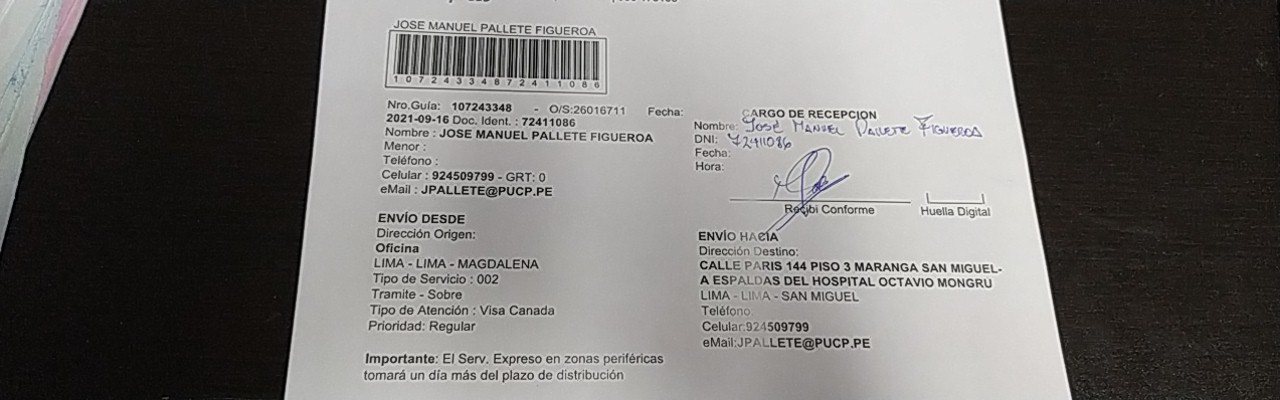 JOSE MANUEL PALLETE FIGUEROA
10724334872411086
Nro.Guía: 107243348 - O/S:26016711 Fecha:
2021-09-16 Doc. Ident. : 72411086
Nombre : JOSE MANUEL PALLETE FIGUEROA
Menor :
Teléfono :
Celular : 924509799 - GRT: 0
eMail : JPALLETE@PUCP.PE
ENVÍO DESDE
Dirección Origen:
Oficina
LIMA - LIMA - MAGDALENA
Tipo de Servicio : 002
Tramite - Sobre
Tipo de Atención : Visa Canada
Prioridad: Regular
Importante: El Serv. Expreso en zonas periféricas
tomará un día más del plazo de distribución
CARGO DE RECEPCION
Nombre: José Manuel Pallete Figueroa
DNI: 72411086
Fecha:
Hora:
Recibi Conforme
Huella Digital
ENVÍO HACIA
Dirección Destino:
CALLE PARIS 144 PISO 3 MARANGA SAN MIGUEL-
A ESPALDAS DEL HOSPITAL OCTAVIO MONGRU
LIMA - LIMA - SAN MIGUEL
Teléfono
Celular:924509799
eMail:JPALLETE@PUCP.PE